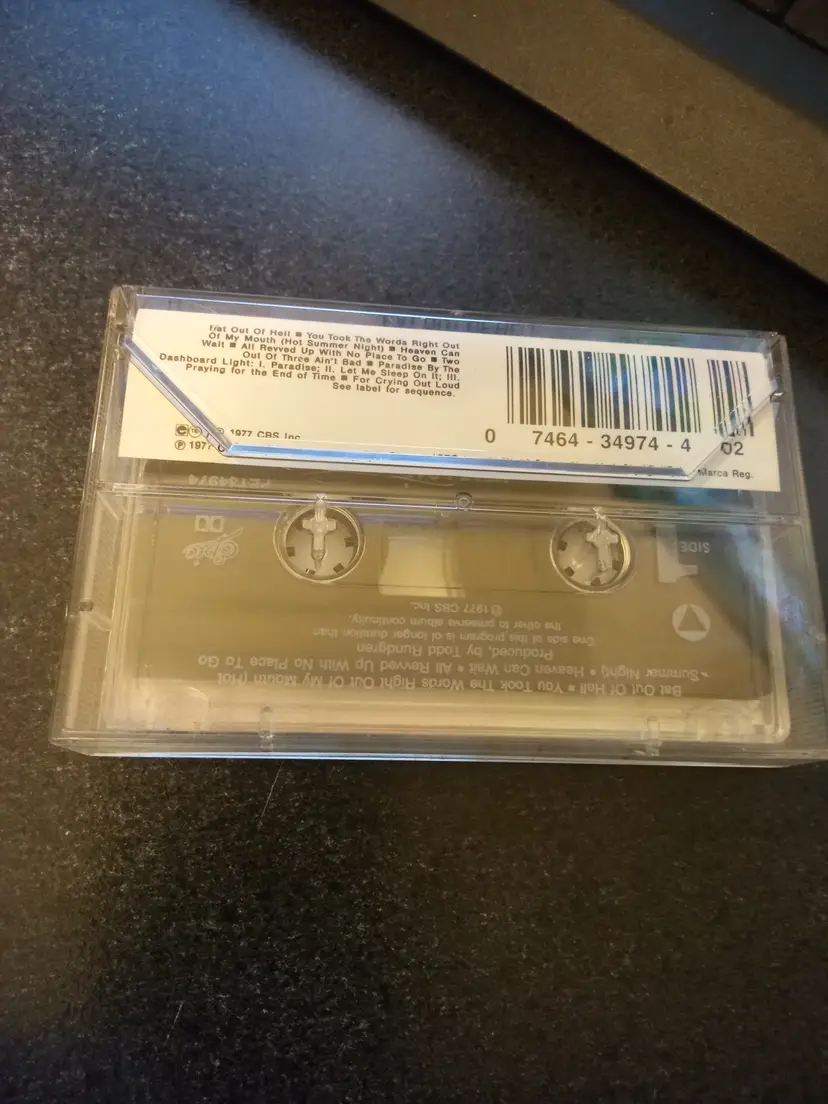 Bat Out Of Hell ■ You Took The Words Right Out
Of My Mouth (Hot Summer Night) ■ Heaven Can
Wait ■ All Revved Up With No Place To Go ■ Two
Out Of Three Ain't Bad ■ Paradise By The
Dashboard Light: I. Paradise; II. Let Me Sleep On It; III.
Praying for the End of Time ■ For Crying Out Loud
See label for sequence.
℗ 1977 CBS Inc.
℗ 1977
0 7464-34974-4 02
Marca Reg.
PET34974
Epic
SIDE
1
© 1977 CBS Inc.
One side of this program is of longer duration than
the other to preserve album continuity.
Produced, by Todd Rundgren
Summer Night) • Heaven Can Wait • All Revved Up With No Place To Go
Bat Out Of Hell • You Took The Words Right Out Of My Mouth (Hot